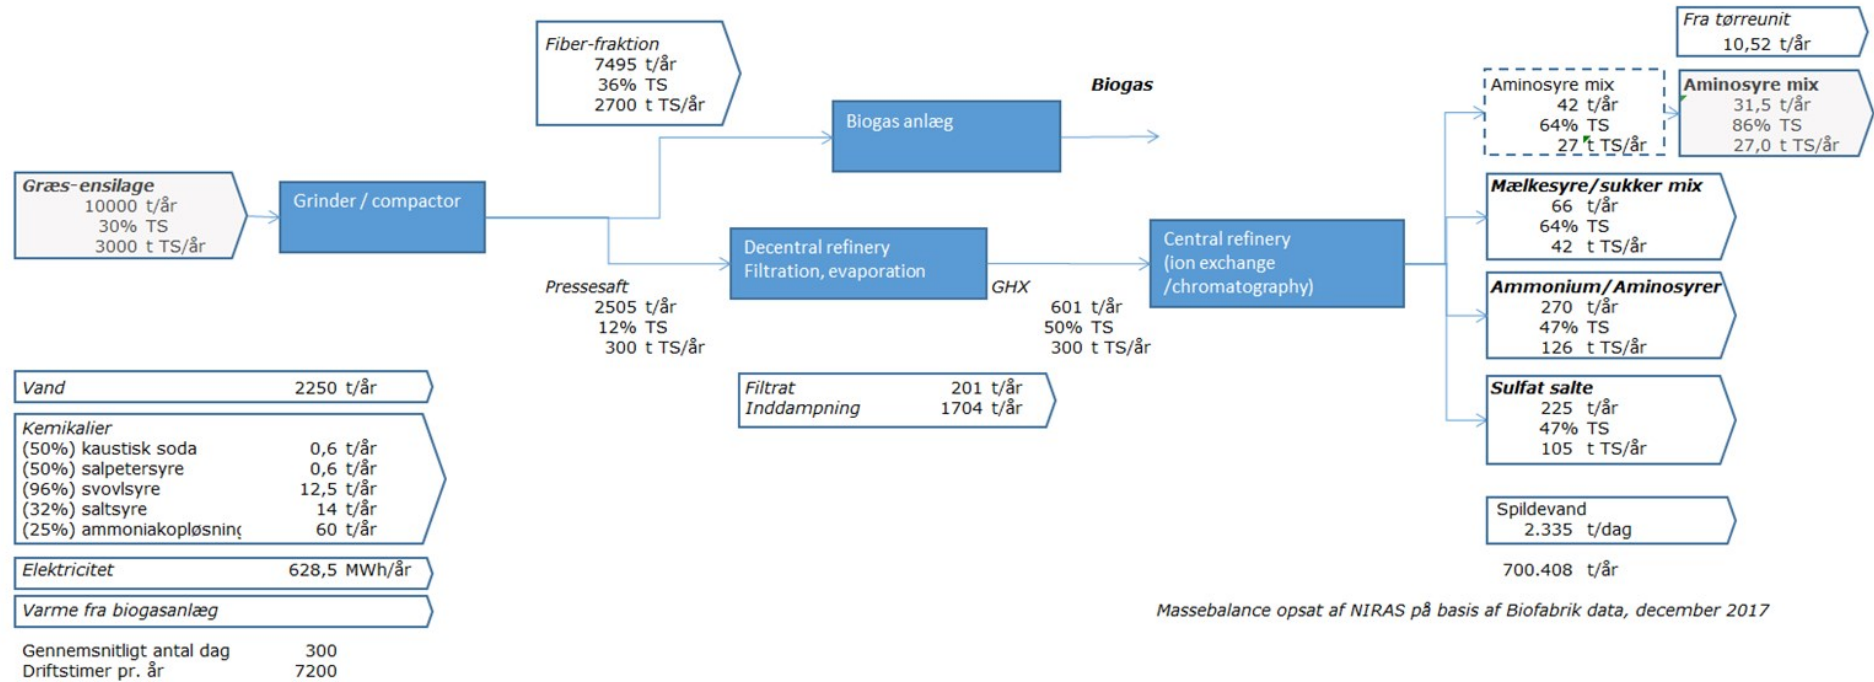 Fra tørreunit
10,52 t/år
Fiber-fraktion
7495 t/år
36% TS
2700 t TS/år
Biogas
Biogas anlæg
Aminosyre mix
42 t/år
64% TS
27 t TS/år
Aminosyre mix
31,5 t/år
86% TS
27,0 t TS/år
Græs-ensilage
10000 t/år
30% TS
3000 t TS/år
Grinder / compactor
Mælkesyre/sukker mix
66 t/år
64% TS
42 t TS/år
Decentral refinery
Filtration, evaporation
Central refinery
(ion exchange
/chromatography)
Pressesaft
2505 t/år
12% TS
300 t TS/år
GHX
601 t/år
50% TS
300 t TS/år
Ammonium/Aminosyrer
270 t/år
47% TS
126 t TS/år
Vand 2250 t/år
Filtrat 201 t/år
Inddampning 1704 t/år
Sulfat salte
225 t/år
47% TS
105 t TS/år
Kemikalier
(50%) kaustisk soda 0,6 t/år
(50%) salpetersyre 0,6 t/år
(96%) svovlsyre 12,5 t/år
(32%) saltsyre 14 t/år
(25%) ammoniakopløsning 60 t/år
Spildevand
2.335 t/dag
700.408 t/år
Elektricitet 628,5 MWh/år
Varme fra biogasanlæg
Massebalance opsat af NIRAS på basis af Biofabrik data, december 2017
Gennemsnitligt antal dag 300
Driftstimer pr. år 7200